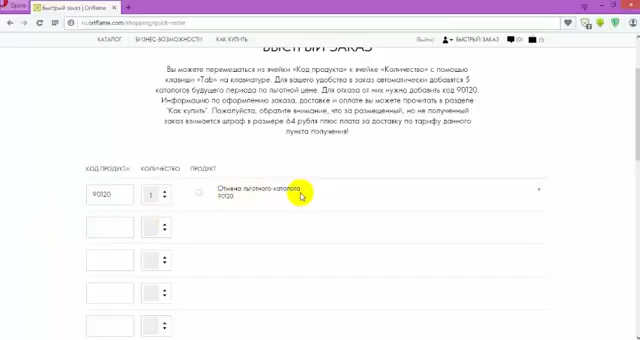 Opera
Быстрый заказ | Oriflame
ru.oriflame.com/shopping/quick-order
КАТАЛОГ БИЗНЕС-ВОЗМОЖНОСТИ КАК КУПИТЬ (Выйти) БЫСТРЫЙ ЗАКАЗ (0) (1)
БЫСТРЫЙ ЗАКАЗ
Вы можете перемещаться из ячейки «Код продукта» к ячейке «Количество» с помощью
клавиши «Tab» на клавиатуре. Для вашего удобства в заказ автоматически добавятся 5
каталогов будущего периода по льготной цене. Для отказа от них нужно добавить код 90120.
Информацию по оформлению заказа, доставке и оплате вы можете прочитать в разделе
"Как купить". Пожалуйста, обратите внимание, что за размещенный, но не полученный
заказ взимается штраф в размере 64 рубля плюс плата за доставку по тарифу данного
пункта получения!
КОД ПРОДУКТА КОЛИЧЕСТВО ПРОДУКТ
90120 1 Отмена льготного каталога
90120